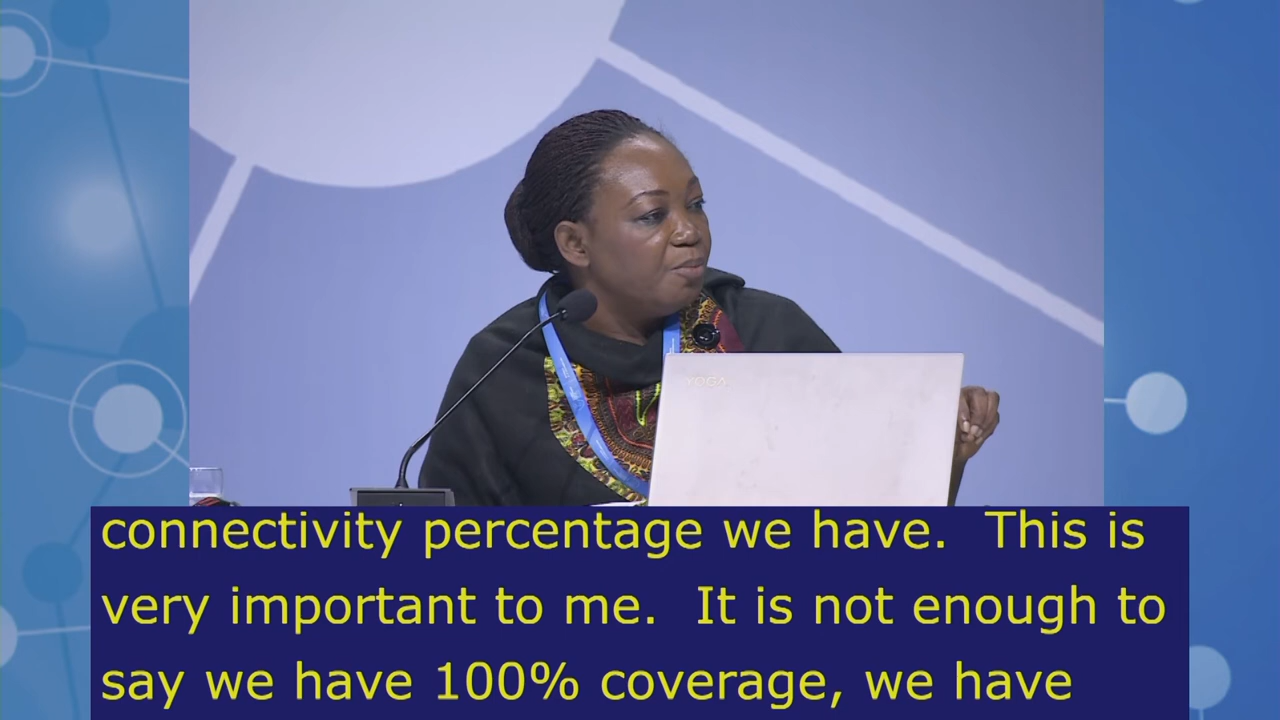 YOGA
connectivity percentage we have.  This is
very important to me.  It is not enough to
say we have 100% coverage, we have